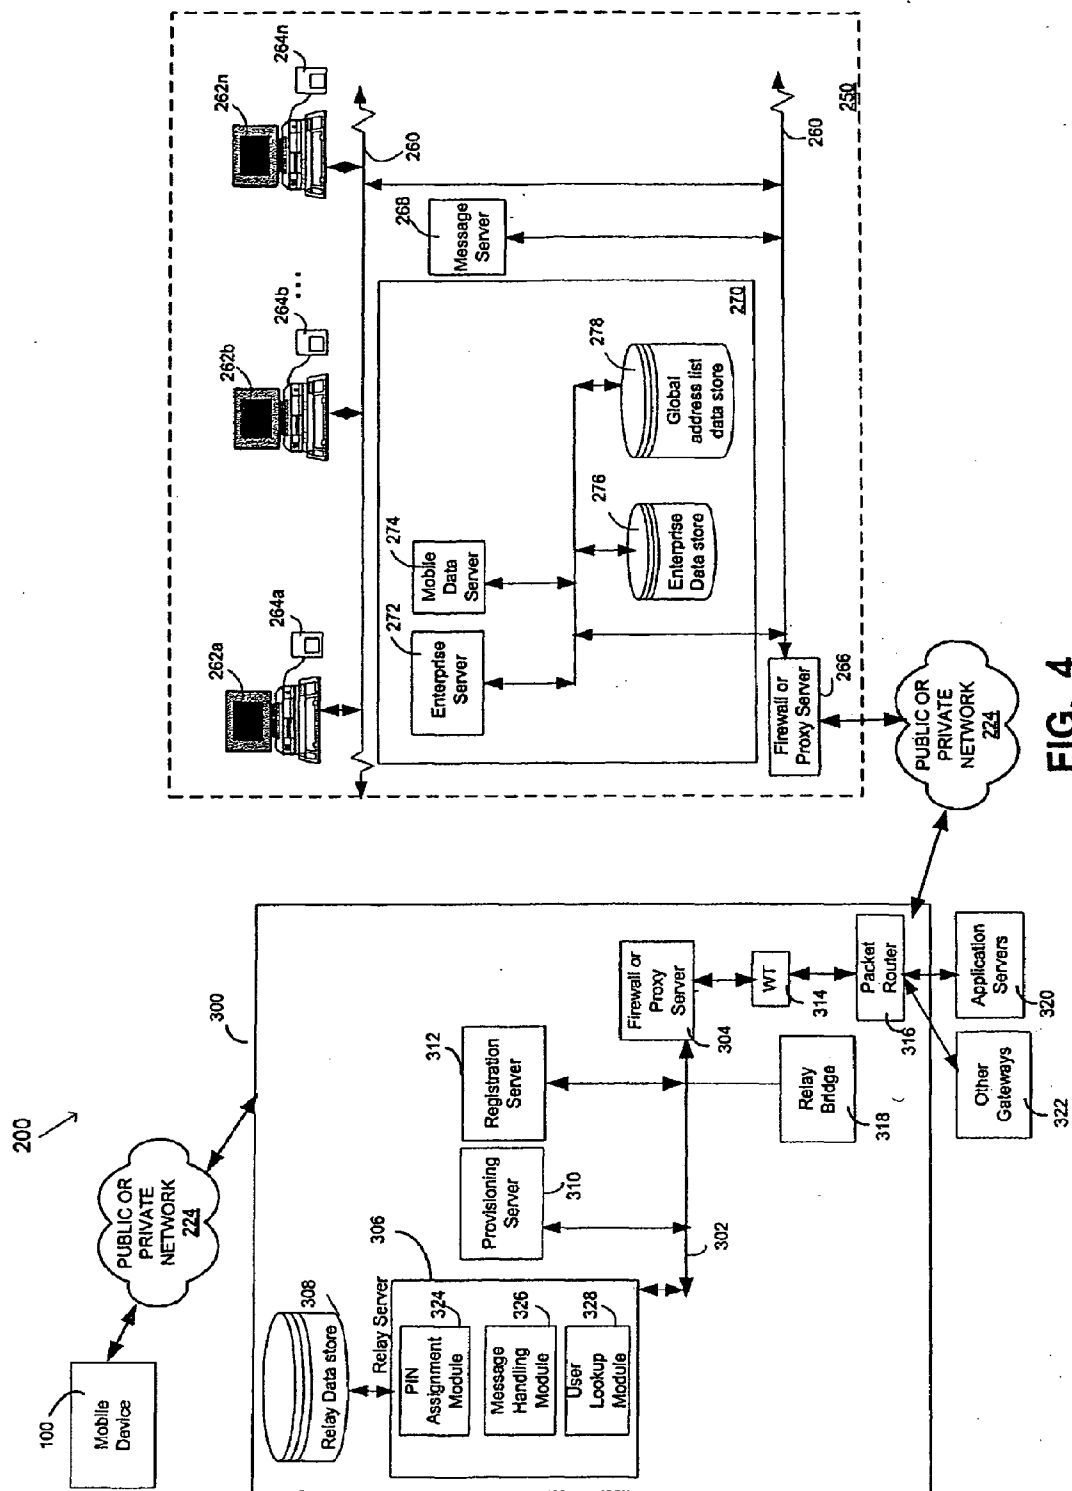 200
100
Mobile
Device
PUBLIC OR
PRIVATE
NETWORK
224
300
308
Relay Data store
Relay Server
306
PIN
Assignment
Module
324
Message
Handling
Module
326
User
Lookup
Module
328
302
Provisioning
Server
310
312
Registration
Server
Firewall or
Proxy
Server
304
WT
314
Relay
Bridge
318
Packet
Router
316
Application
Servers
320
Other
Gateways
322
PUBLIC OR
PRIVATE
NETWORK
224
262a
264a
262b
264b
...
262n
264n
260
268
Message
Server
272
Enterprise
Server
274
Mobile
Data
Server
276
Enterprise
Data store
278
Global
address list
data store
270
Firewall or
Proxy Server
266
260
250
FIG. 4